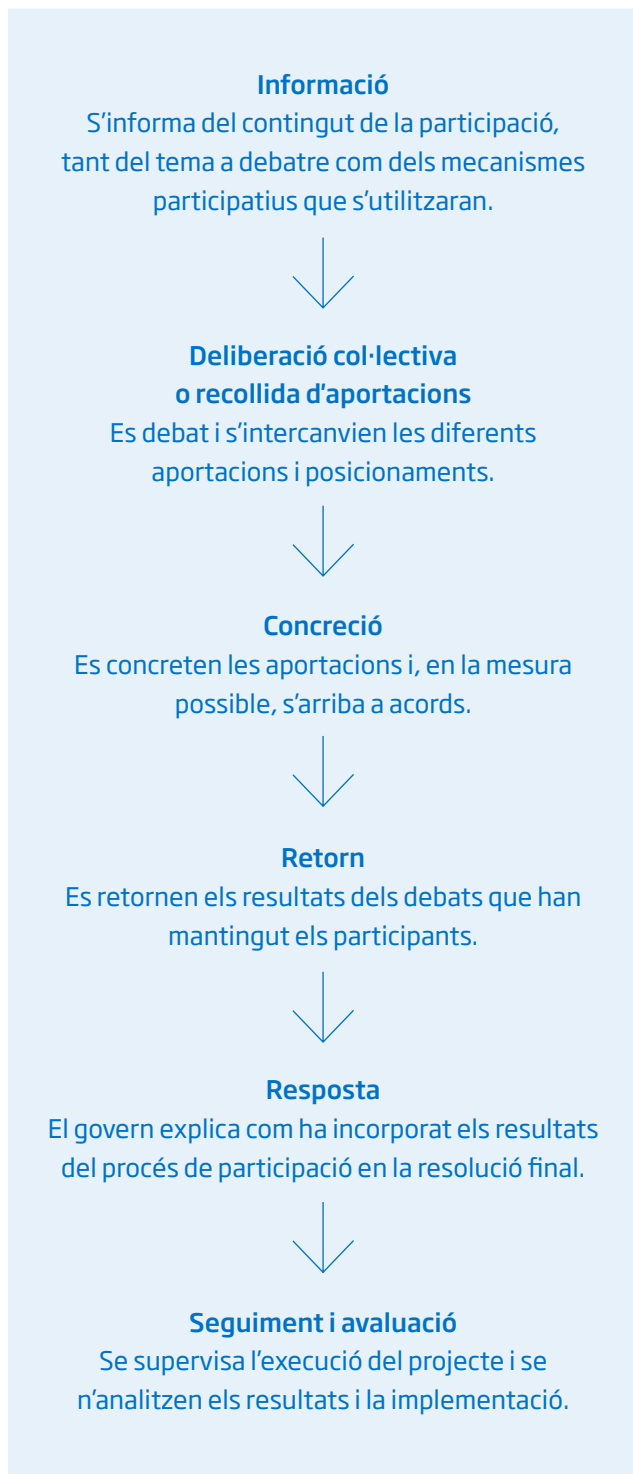 Informació
S'informa del contingut de la participació,
tant del tema a debatre com dels mecanismes
participatius que s'utilitzaran.
Deliberació col·lectiva
o recollida d'aportacions
Es debat i s'intercanvien les diferents
aportacions i posicionaments.
Concreció
Es concreten les aportacions i, en la mesura
possible, s'arriba a acords.
Retorn
Es retornen els resultats dels debats que han
mantingut els participants.
Resposta
El govern explica com ha incorporat els resultats
del procés de participació en la resolució final.
Seguiment i avaluació
Se supervisa l'execució del projecte i se
n'analitzen els resultats i la implementació.